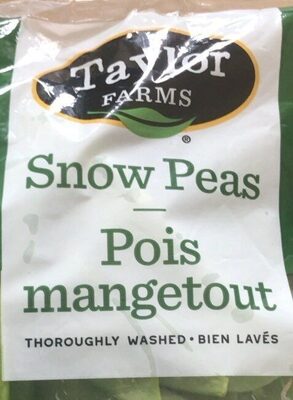 Taylor
FARMS
®
Snow Peas
Pois
mangetout
THOROUGHLY WASHED • BIEN LAVÉS